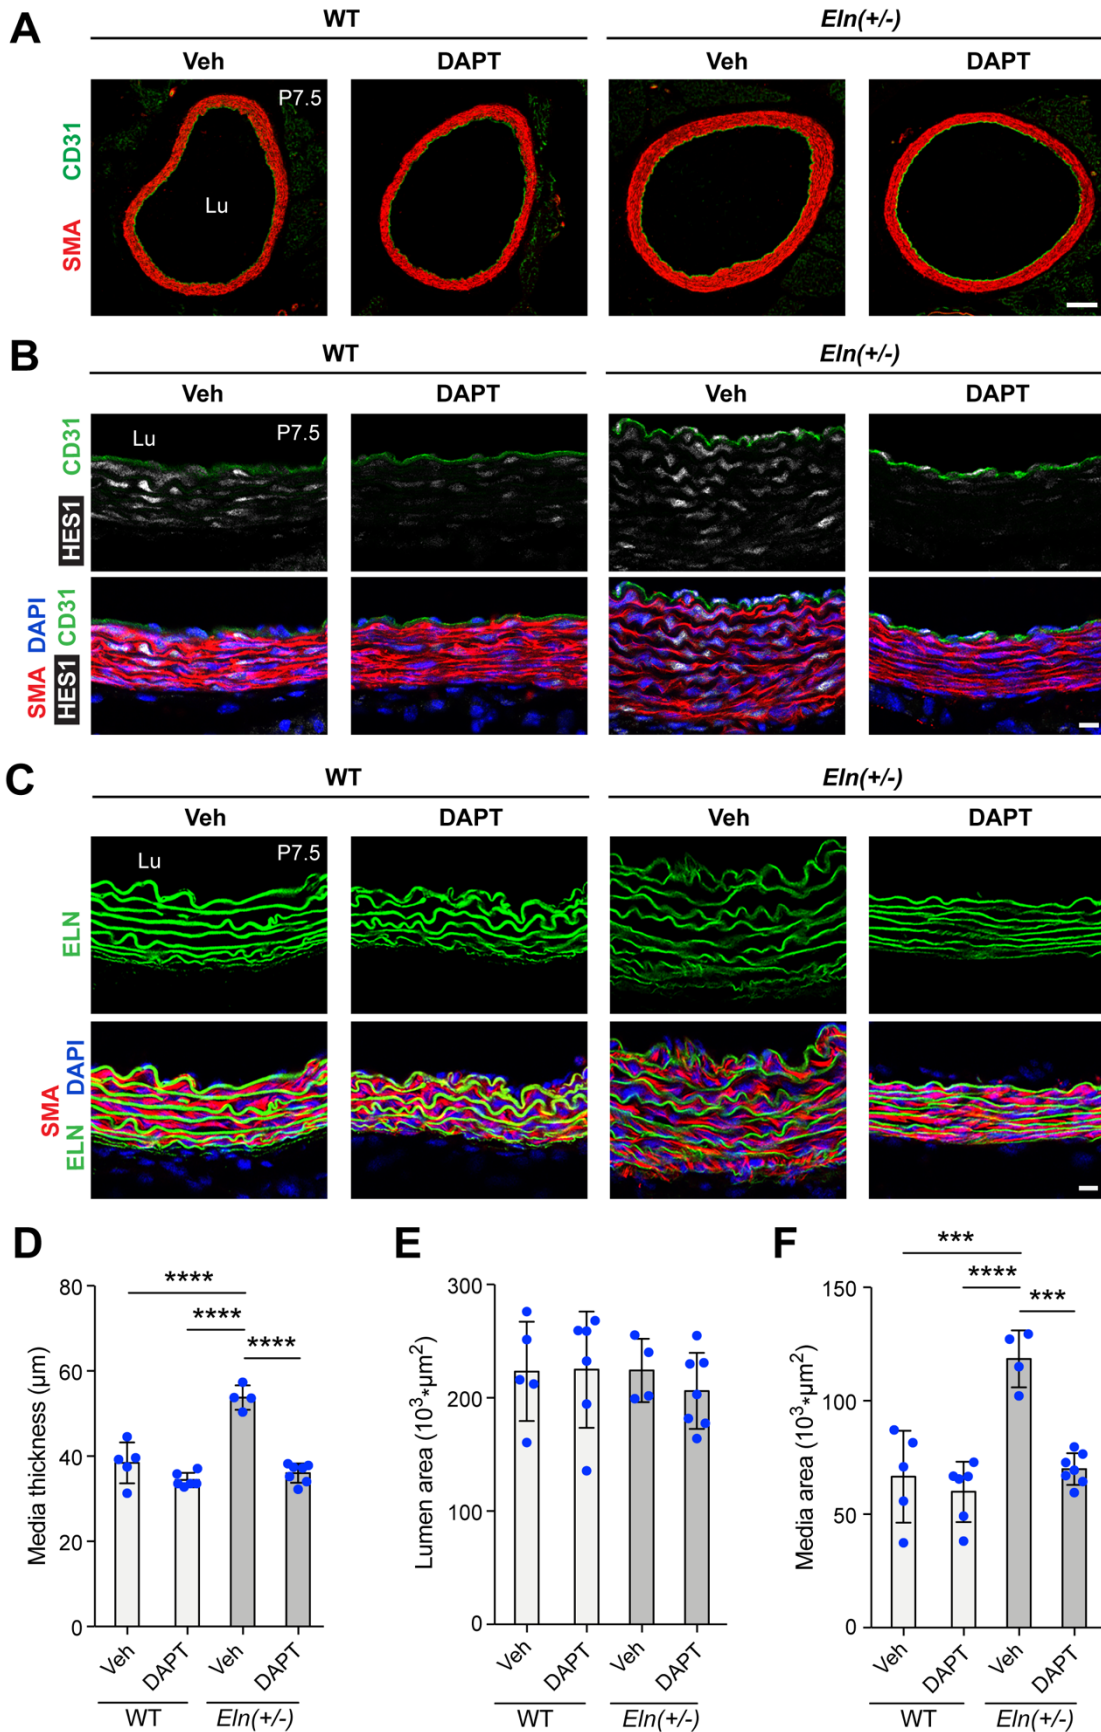 A
WT
Eln(+/-)
Veh
DAPT
Veh
DAPT
SMA CD31
P7.5
Lu
B
WT
Eln(+/-)
Veh
DAPT
Veh
DAPT
HES1 CD31
Lu
P7.5
SMA DAPI
HES1 CD31
C
WT
Eln(+/-)
Veh
DAPT
Veh
DAPT
ELN
Lu
P7.5
SMA
ELN DAPI
D
Media thickness (µm)
80
60
40
20
0
****
****
****
Veh
DAPT
Veh
DAPT
WT
Eln(+/-)
E
Lumen area (10³*µm²)
300
200
100
0
Veh
DAPT
Veh
DAPT
WT
Eln(+/-)
F
Media area (10³*µm²)
150
100
50
0
***
****
***
Veh
DAPT
Veh
DAPT
WT
Eln(+/-)